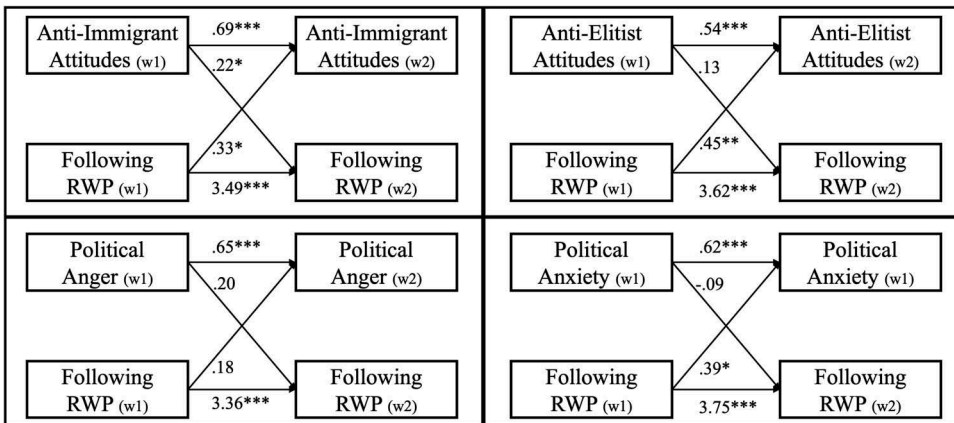 Anti-Immigrant
Attitudes (w1)
.69***
Anti-Immigrant
Attitudes (w2)
.22*
.33*
Following
RWP (w1)
3.49***
Following
RWP (w2)
Anti-Elitist
Attitudes (w1)
.54***
Anti-Elitist
Attitudes (w2)
.13
.45**
Following
RWP (w1)
3.62***
Following
RWP (w2)
Political
Anger (w1)
.65***
Political
Anger (w2)
.20
.18
Following
RWP (w1)
3.36***
Following
RWP (w2)
Political
Anxiety (w1)
.62***
Political
Anxiety (w1)
-.09
.39*
Following
RWP (w1)
3.75***
Following
RWP (w2)